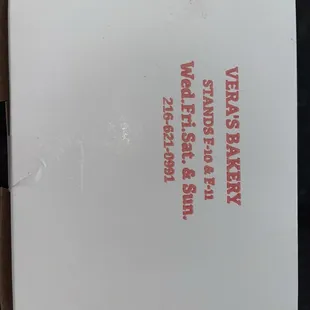 VERA'S BAKERY
STANDS F-10 & F-11
Wed.Fri.Sat. & Sun.
216-621-0991